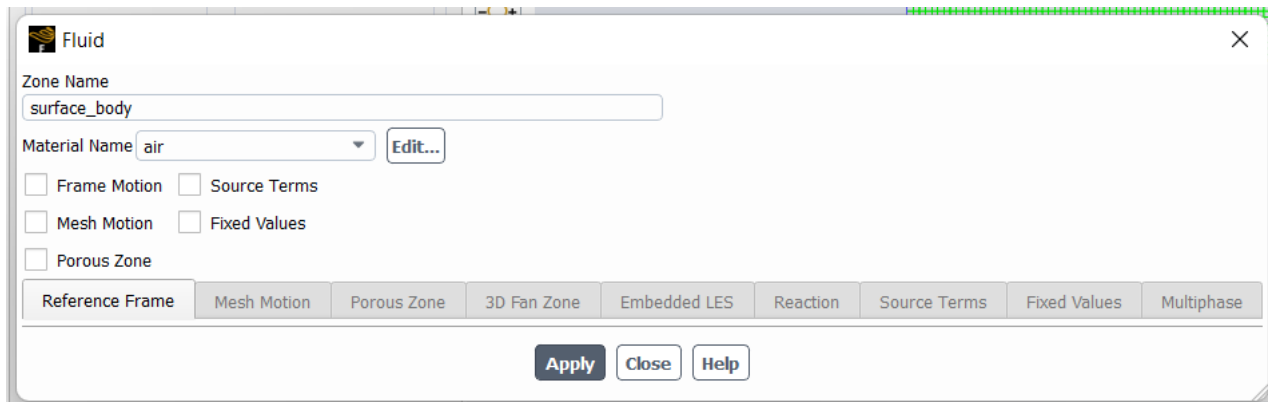 Fluid
Zone Name
surface_body
Material Name air Edit...
Frame Motion Source Terms
Mesh Motion Fixed Values
Porous Zone
Reference Frame Mesh Motion Porous Zone 3D Fan Zone Embedded LES Reaction Source Terms Fixed Values Multiphase
Apply Close Help